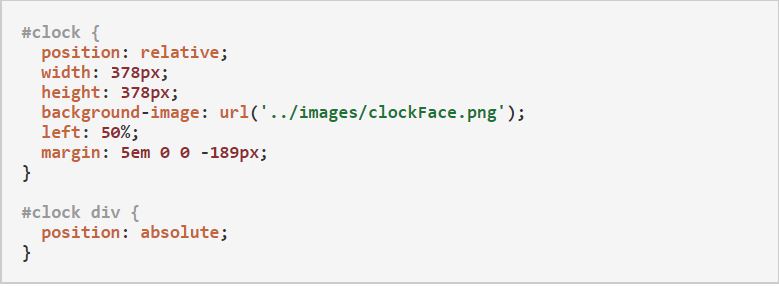 #clock {
  position: relative;
  width: 378px;
  height: 378px;
  background-image: url('../images/clockFace.png');
  left: 50%;
  margin: 5em 0 0 -189px;
}

#clock div {
  position: absolute;
}